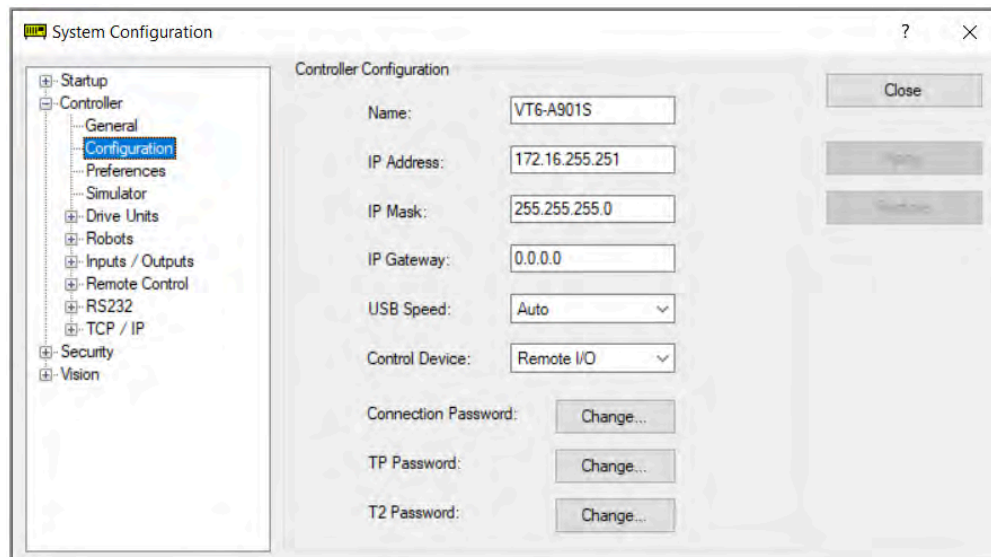 System Configuration
?
Startup
Controller
General
Configuration
Preferences
Simulator
Drive Units
Robots
Inputs / Outputs
Remote Control
RS232
TCP / IP
Security
Vision
Controller Configuration
Name: VT6-A901S
IP Address: 172.16.255.251
IP Mask: 255.255.255.0
IP Gateway: 0.0.0.0
USB Speed: Auto
Control Device: Remote I/O
Connection Password: Change...
TP Password: Change...
T2 Password: Change...
Close